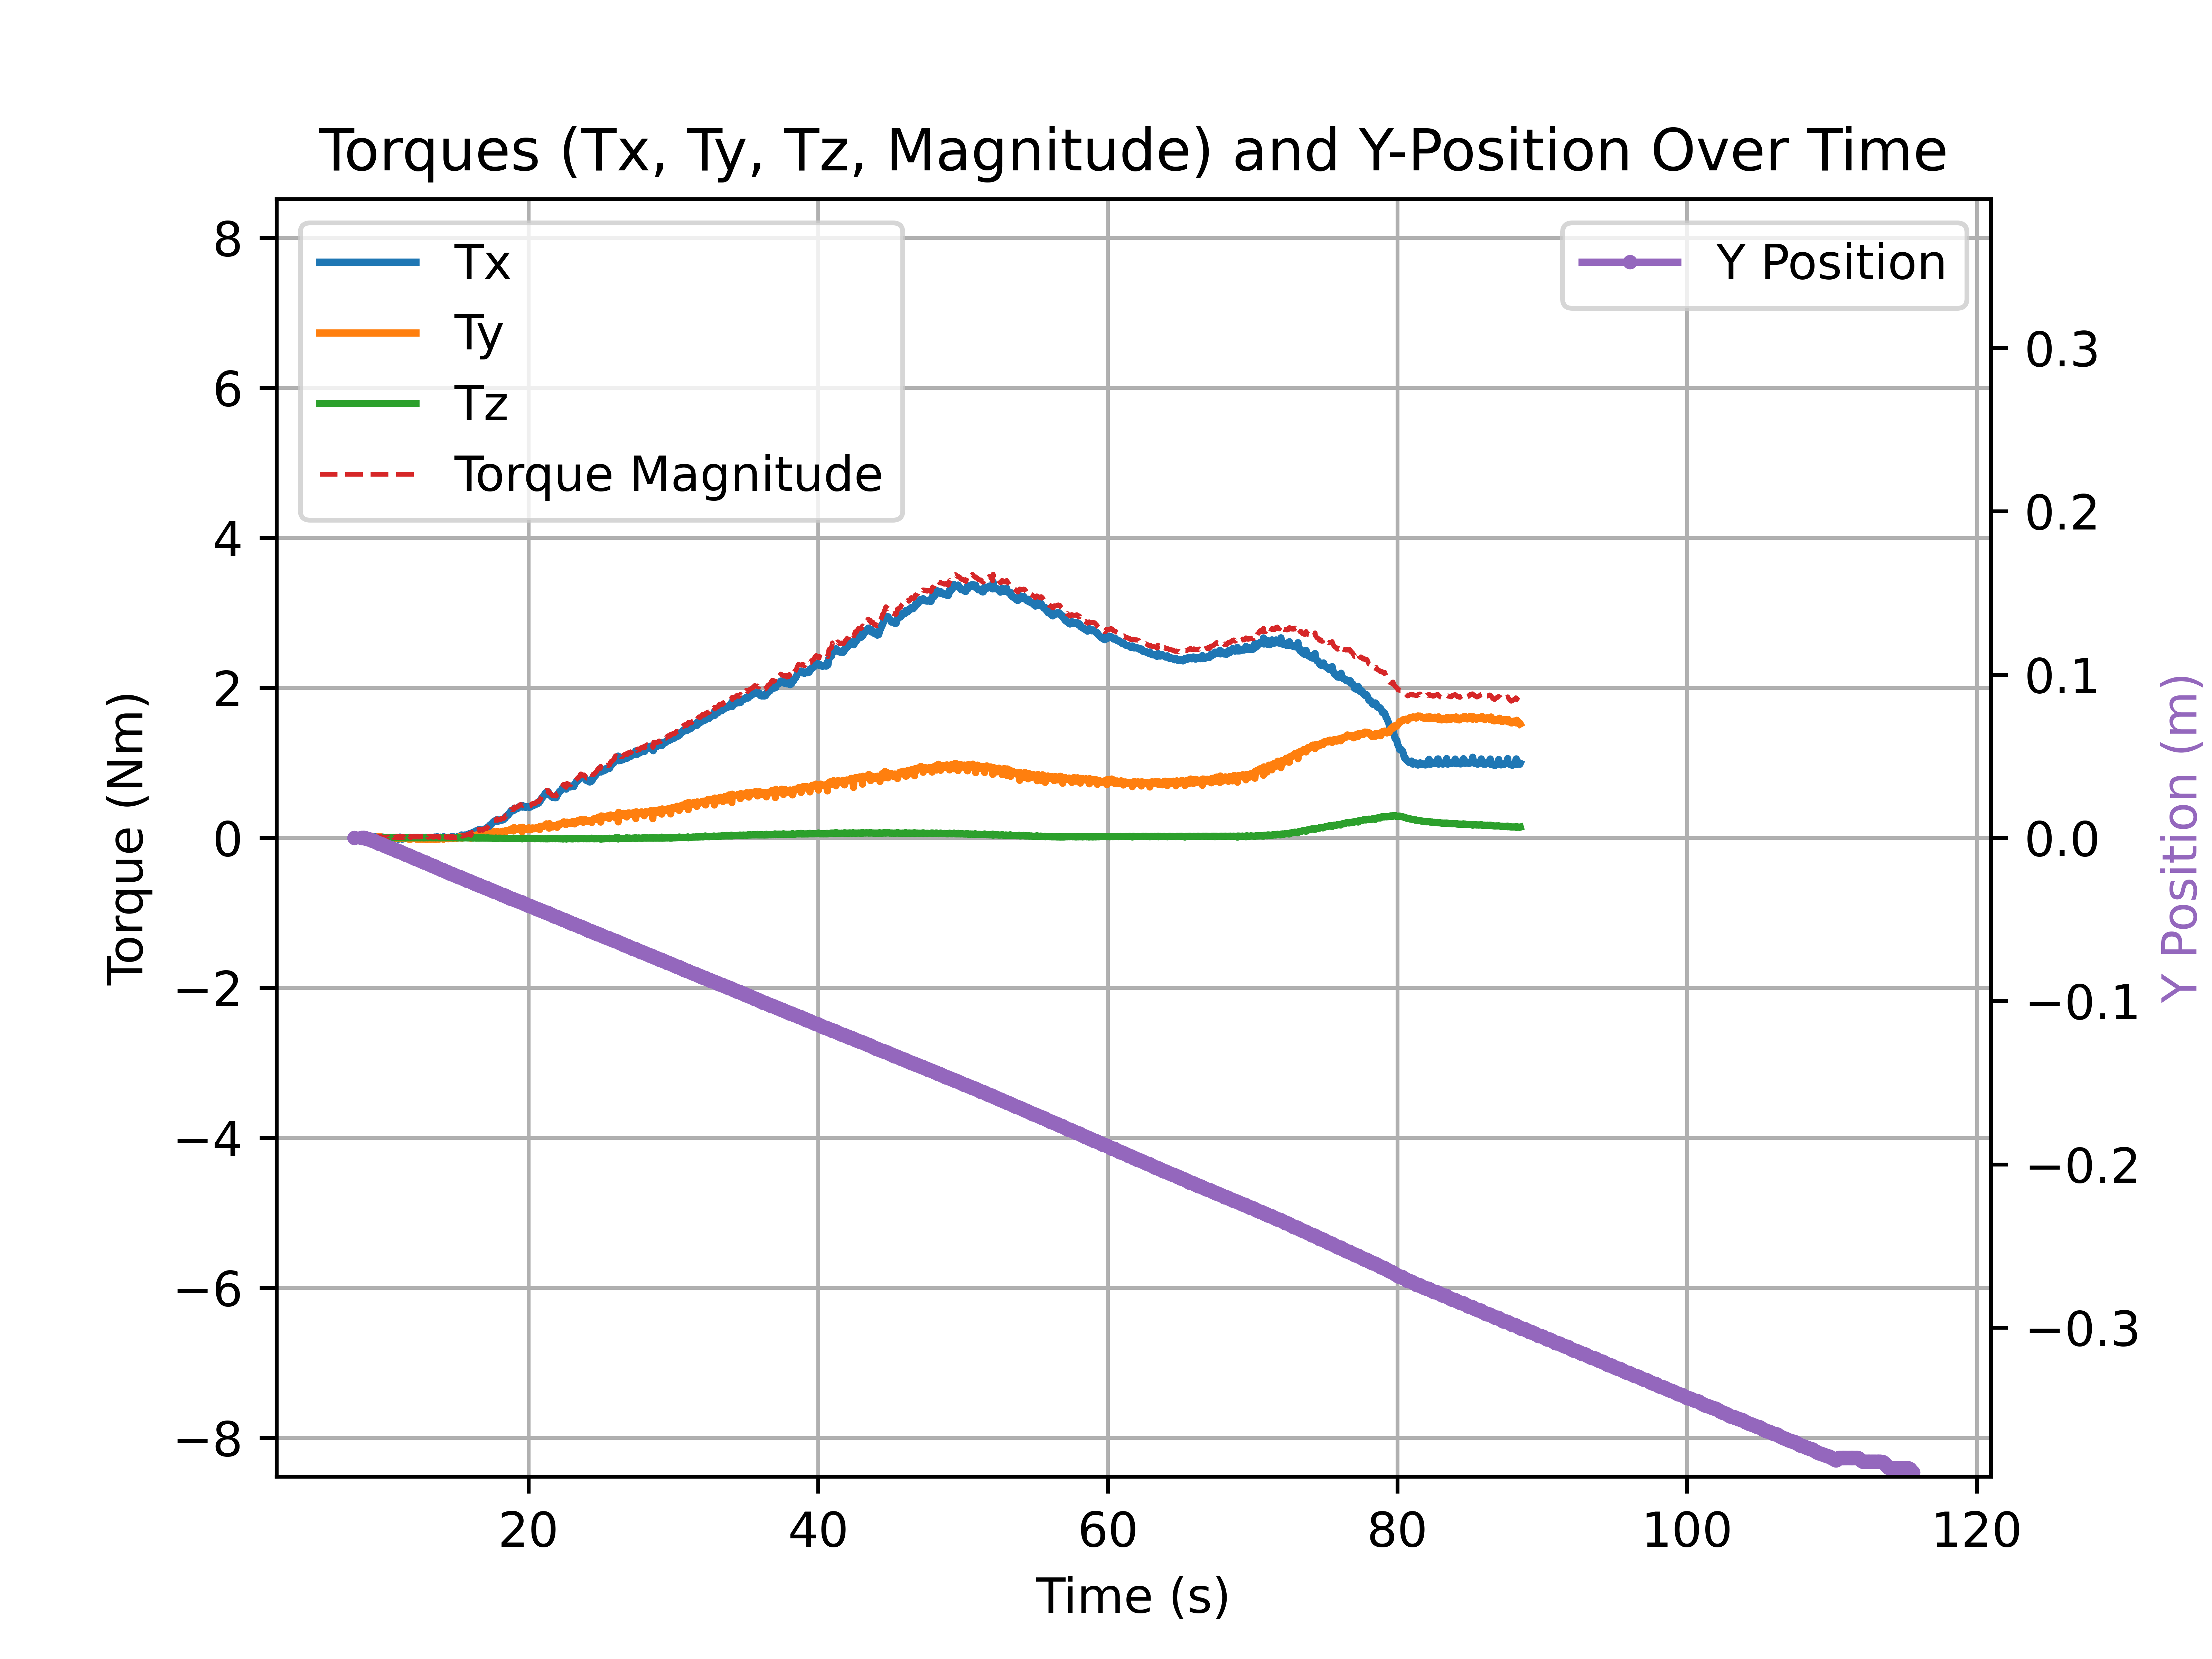 Torques (Tx, Ty, Tz, Magnitude) and Y-Position Over Time
Tx
Ty
Tz
Torque Magnitude
Y Position
8
6
4
2
0
−2
−4
−6
−8
Torque (Nm)
0.3
0.2
0.1
0.0
−0.1
−0.2
−0.3
Y Position (m)
20
40
60
80
100
120
Time (s)